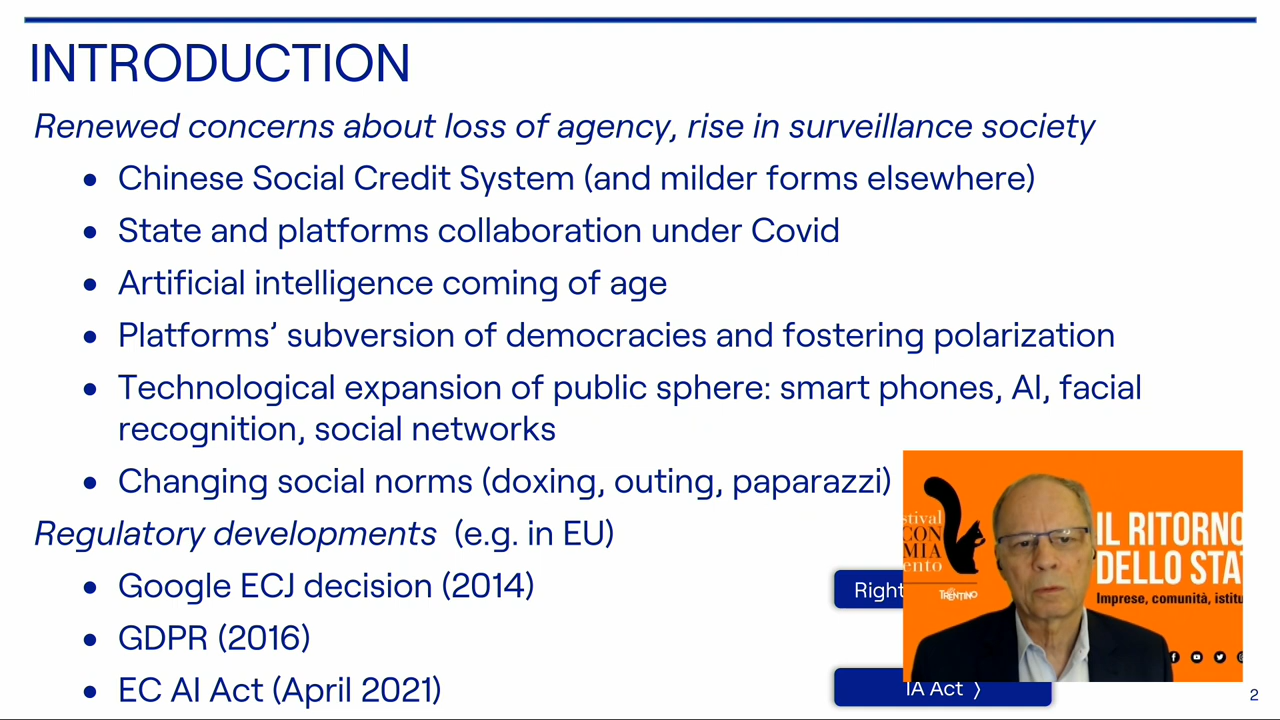 INTRODUCTION
Renewed concerns about loss of agency, rise in surveillance society
• Chinese Social Credit System (and milder forms elsewhere)
• State and platforms collaboration under Covid
• Artificial intelligence coming of age
• Platforms’ subversion of democracies and fostering polarization
• Technological expansion of public sphere: smart phones, AI, facial
recognition, social networks
• Changing social norms (doxing, outing, paparazzi)
Regulatory developments (e.g. in EU)
• Google ECJ decision (2014)
Right
• GDPR (2016)
• EC AI Act (April 2021)
IA Act 〉
stival
CON
MIA
ento
TRENTINO
IL RITORNO
DELLO STA
Imprese, comunità, istitu
2